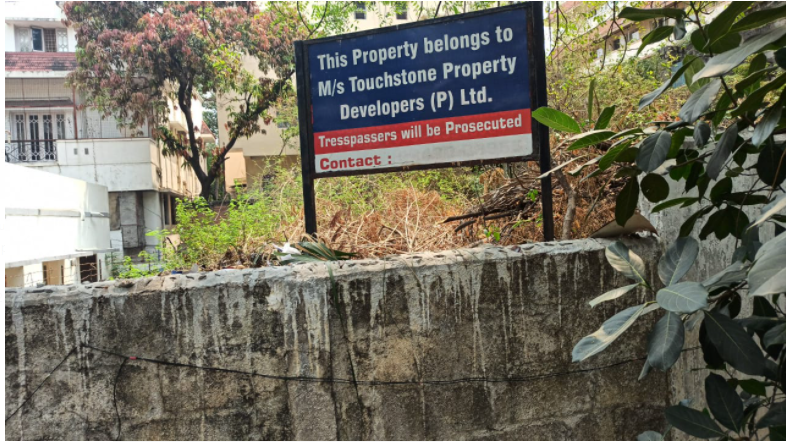 This Property belongs to
M/s Touchstone Property
Developers (P) Ltd.
Tresspassers will be Prosecuted
Contact :